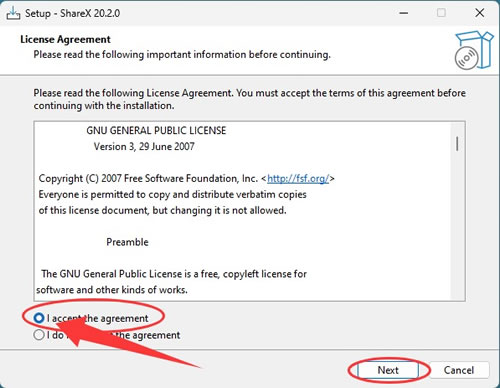 Setup - ShareX 20.2.0
License Agreement
Please read the following important information before continuing.
Please read the following License Agreement. You must accept the terms of this agreement before
continuing with the installation.
GNU GENERAL PUBLIC LICENSE
Version 3, 29 June 2007
Copyright (C) 2007 Free Software Foundation, Inc. <http://fsf.org/>
Everyone is permitted to copy and distribute verbatim copies
of this license document, but changing it is not allowed.
Preamble
The GNU General Public License is a free, copyleft license for
software and other kinds of works.
I accept the agreement
I do the agreement
Next
Cancel